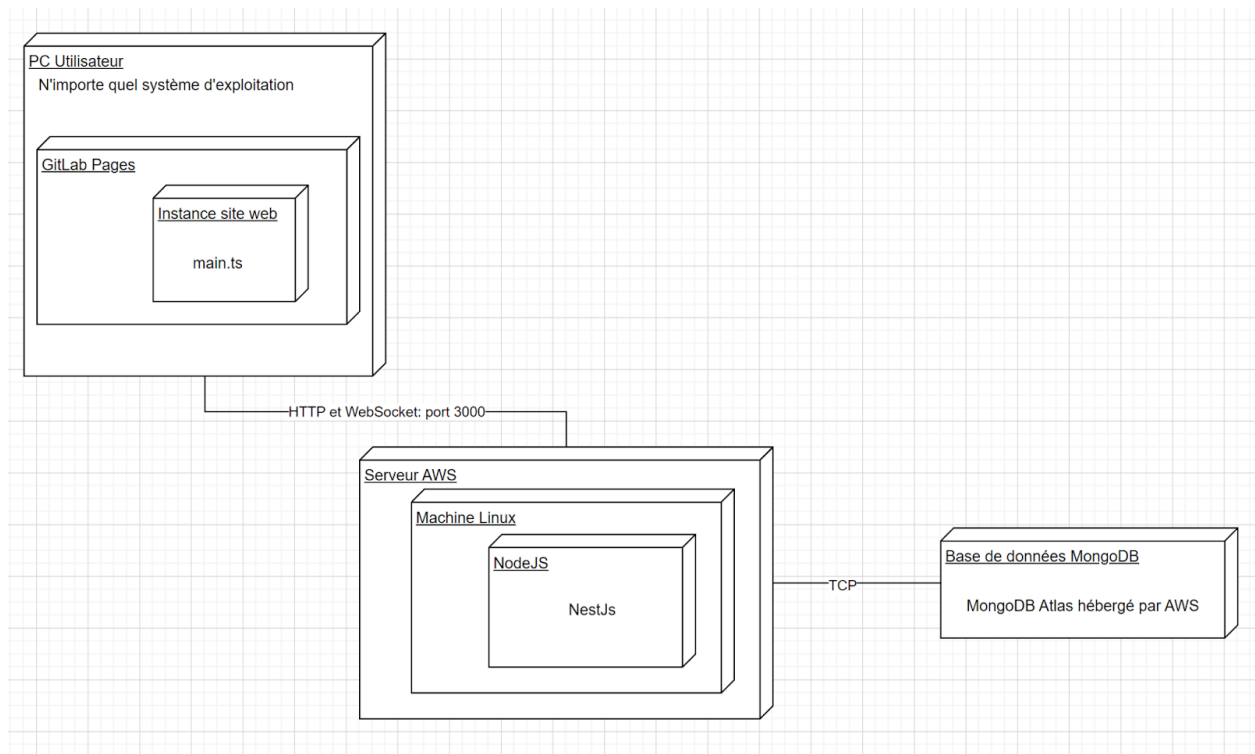 PC Utilisateur
N'importe quel système d'exploitation
GitLab Pages
Instance site web
main.ts
HTTP et WebSocket: port 3000
Serveur AWS
Machine Linux
NodeJS
NestJs
TCP
Base de données MongoDB
MongoDB Atlas hébergé par AWS